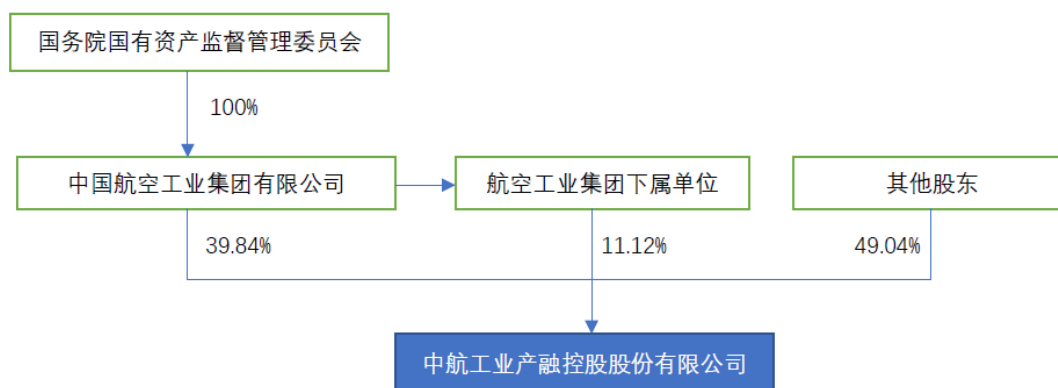 国务院国有资产监督管理委员会
100%
中国航空工业集团有限公司
航空工业集团下属单位
其他股东
39.84%
11.12%
49.04%
中航工业产融控股股份有限公司